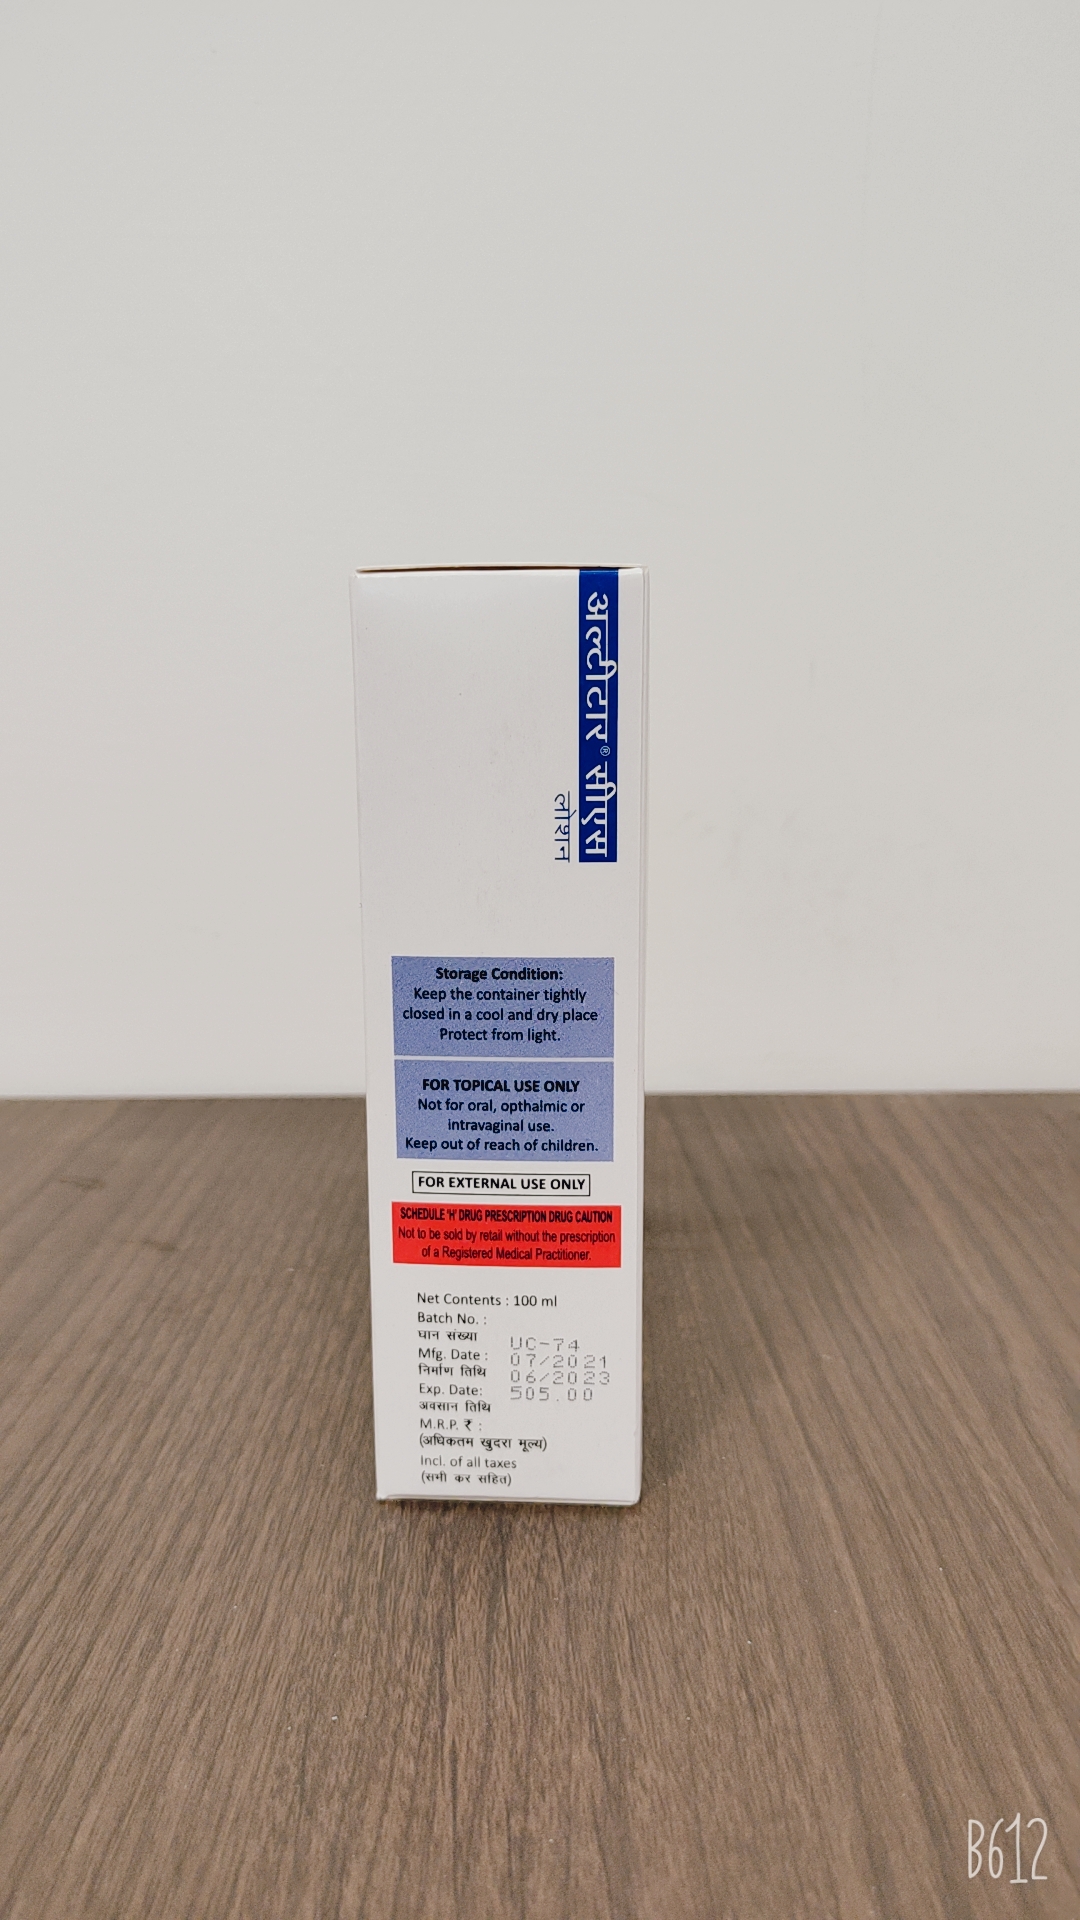 अल्टीटार® सीएस
लोशन
Storage Condition:
Keep the container tightly
closed in a cool and dry place
Protect from light.
FOR TOPICAL USE ONLY
Not for oral, opthalmic or
intravaginal use.
Keep out of reach of children.
FOR EXTERNAL USE ONLY
SCHEDULE 'H' DRUG PRESCRIPTION DRUG CAUTION
Not to be sold by retail without the prescription
of a Registered Medical Practitioner.
Net Contents : 100 ml
Batch No. :
घान संख्या
UC-74
Mfg. Date :
07/2021
निर्माण तिथि
06/2023
Exp. Date:
505.00
अवसान तिथि
M.R.P. ₹ :
(अधिकतम खुदरा मूल्य)
Incl. of all taxes
(सभी कर सहित)
B612